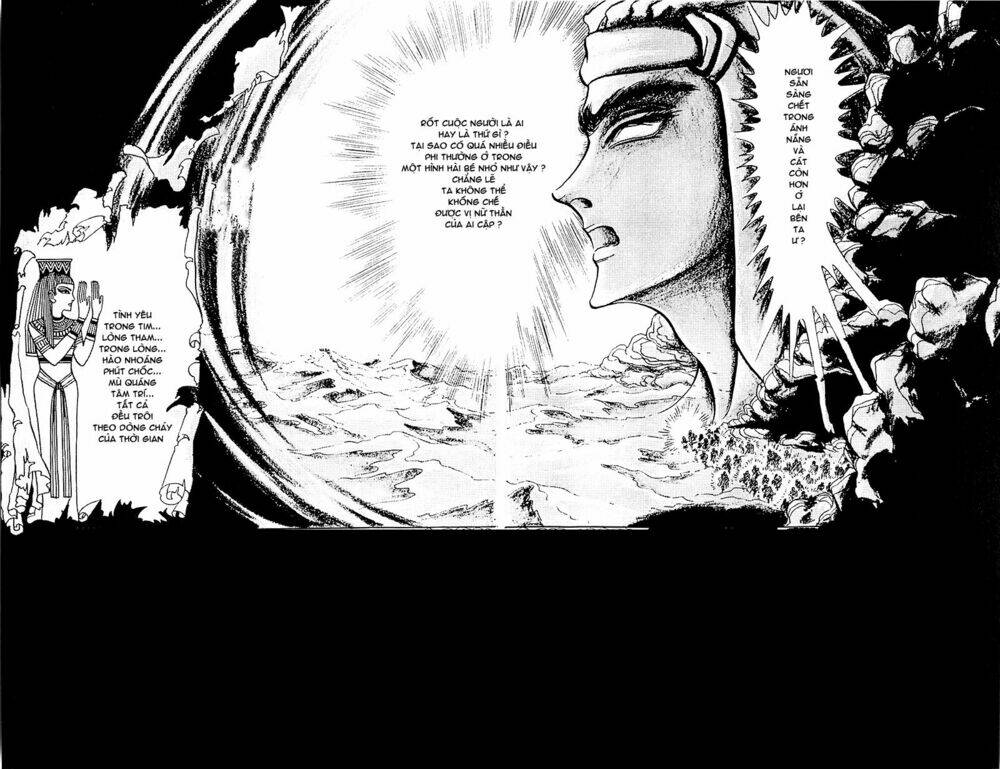 NGƯƠI
SẴN
SÀNG
CHẾT
TRONG
ÁNH
NẮNG
VÀ
CÁT
CÒN
HƠN
Ở
LẠI
BÊN
TA
Ư?
RỐT CUỘC NGƯỜI LÀ AI
HAY LÀ THỨ GÌ ?
TẠI SAO CÓ QUÁ NHIỀU ĐIỀU
PHI THƯỜNG Ở TRONG
MỘT HÌNH HÀI BÉ NHỎ NHƯ VẬY ?
CHẲNG LẼ
TA KHÔNG THỂ
KHỐNG CHẾ
ĐƯỢC VỊ NỮ THẦN
CỦA AI CẬP ?
TÌNH YÊU
TRONG TIM...
LÒNG THAM...
TRONG LÒNG...
HÀO NHOÁNG
PHÚT CHỐC...
MÙ QUÁNG
TÂM TRÍ...
TẤT CẢ
ĐỀU TRÔI
THEO DÒNG CHẢY
CỦA THỜI GIAN